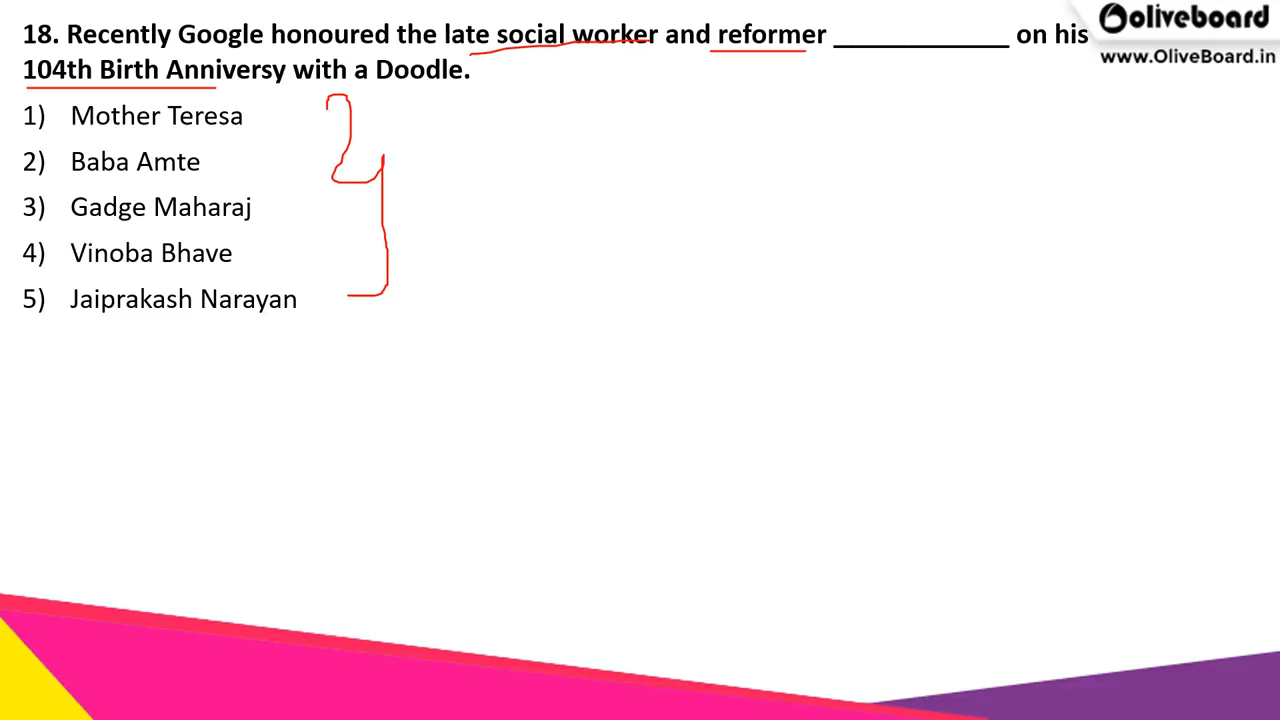 oliveboard
18. Recently Google honoured the late social worker and reformer ____________ on his
www.OliveBoard.in
104th Birth Anniversy with a Doodle.
1) Mother Teresa
2) Baba Amte
3) Gadge Maharaj
4) Vinoba Bhave
5) Jaiprakash Narayan